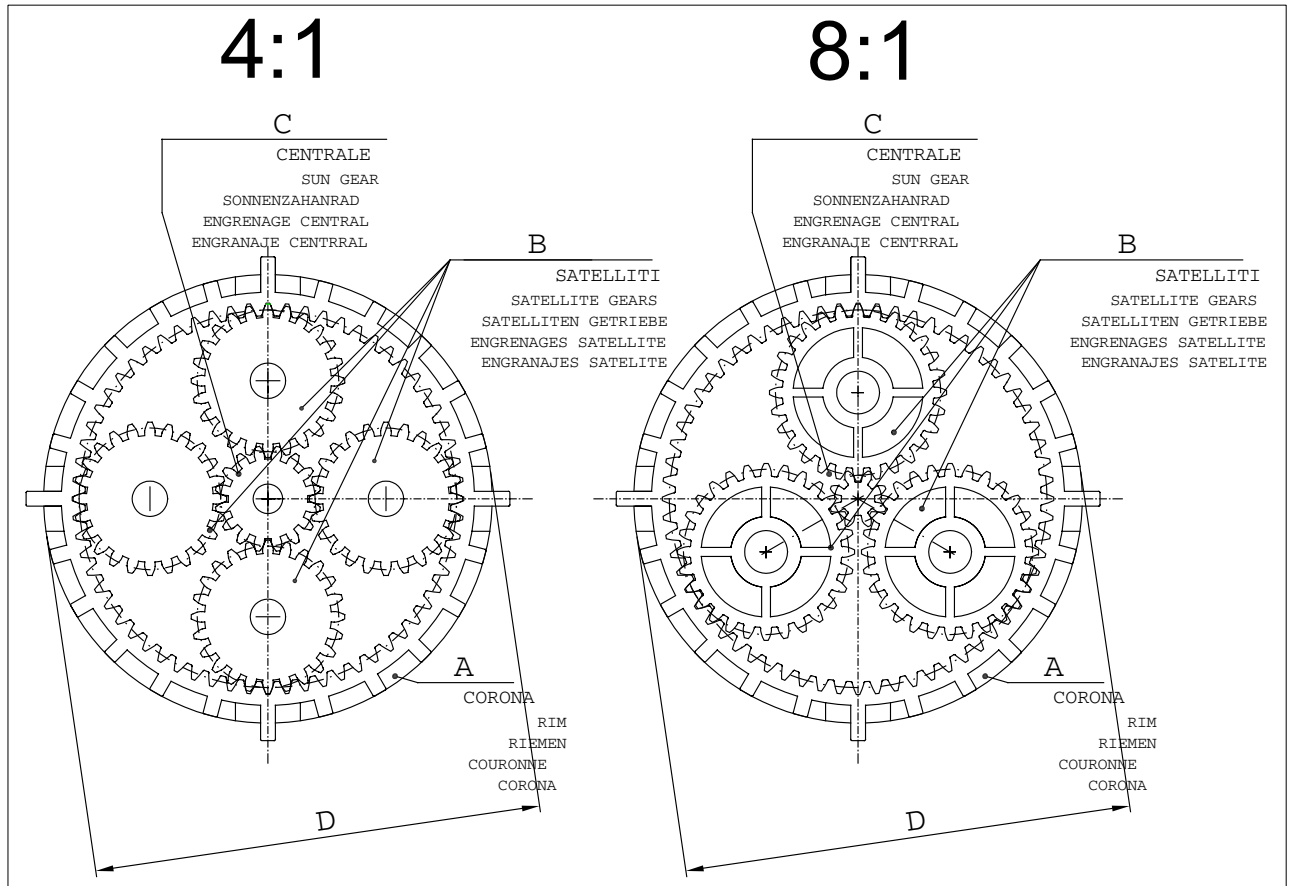 4:1
C
CENTRALE
SUN GEAR
SONNENZAHANRAD
ENGRENAGE CENTRAL
ENGRANAJE CENTRRAL
B
SATELLITI
SATELLITE GEARS
SATELLITEN GETRIEBE
ENGRENAGES SATELLITE
ENGRANAJES SATELITE
A
CORONA
RIM
RIEMEN
COURONNE
CORONA
D
8:1
C
CENTRALE
SUN GEAR
SONNENZAHANRAD
ENGRENAGE CENTRAL
ENGRANAJE CENTRRAL
B
SATELLITI
SATELLITE GEARS
SATELLITEN GETRIEBE
ENGRENAGES SATELLITE
ENGRANAJES SATELITE
A
CORONA
RIM
RIEMEN
COURONNE
CORONA
D